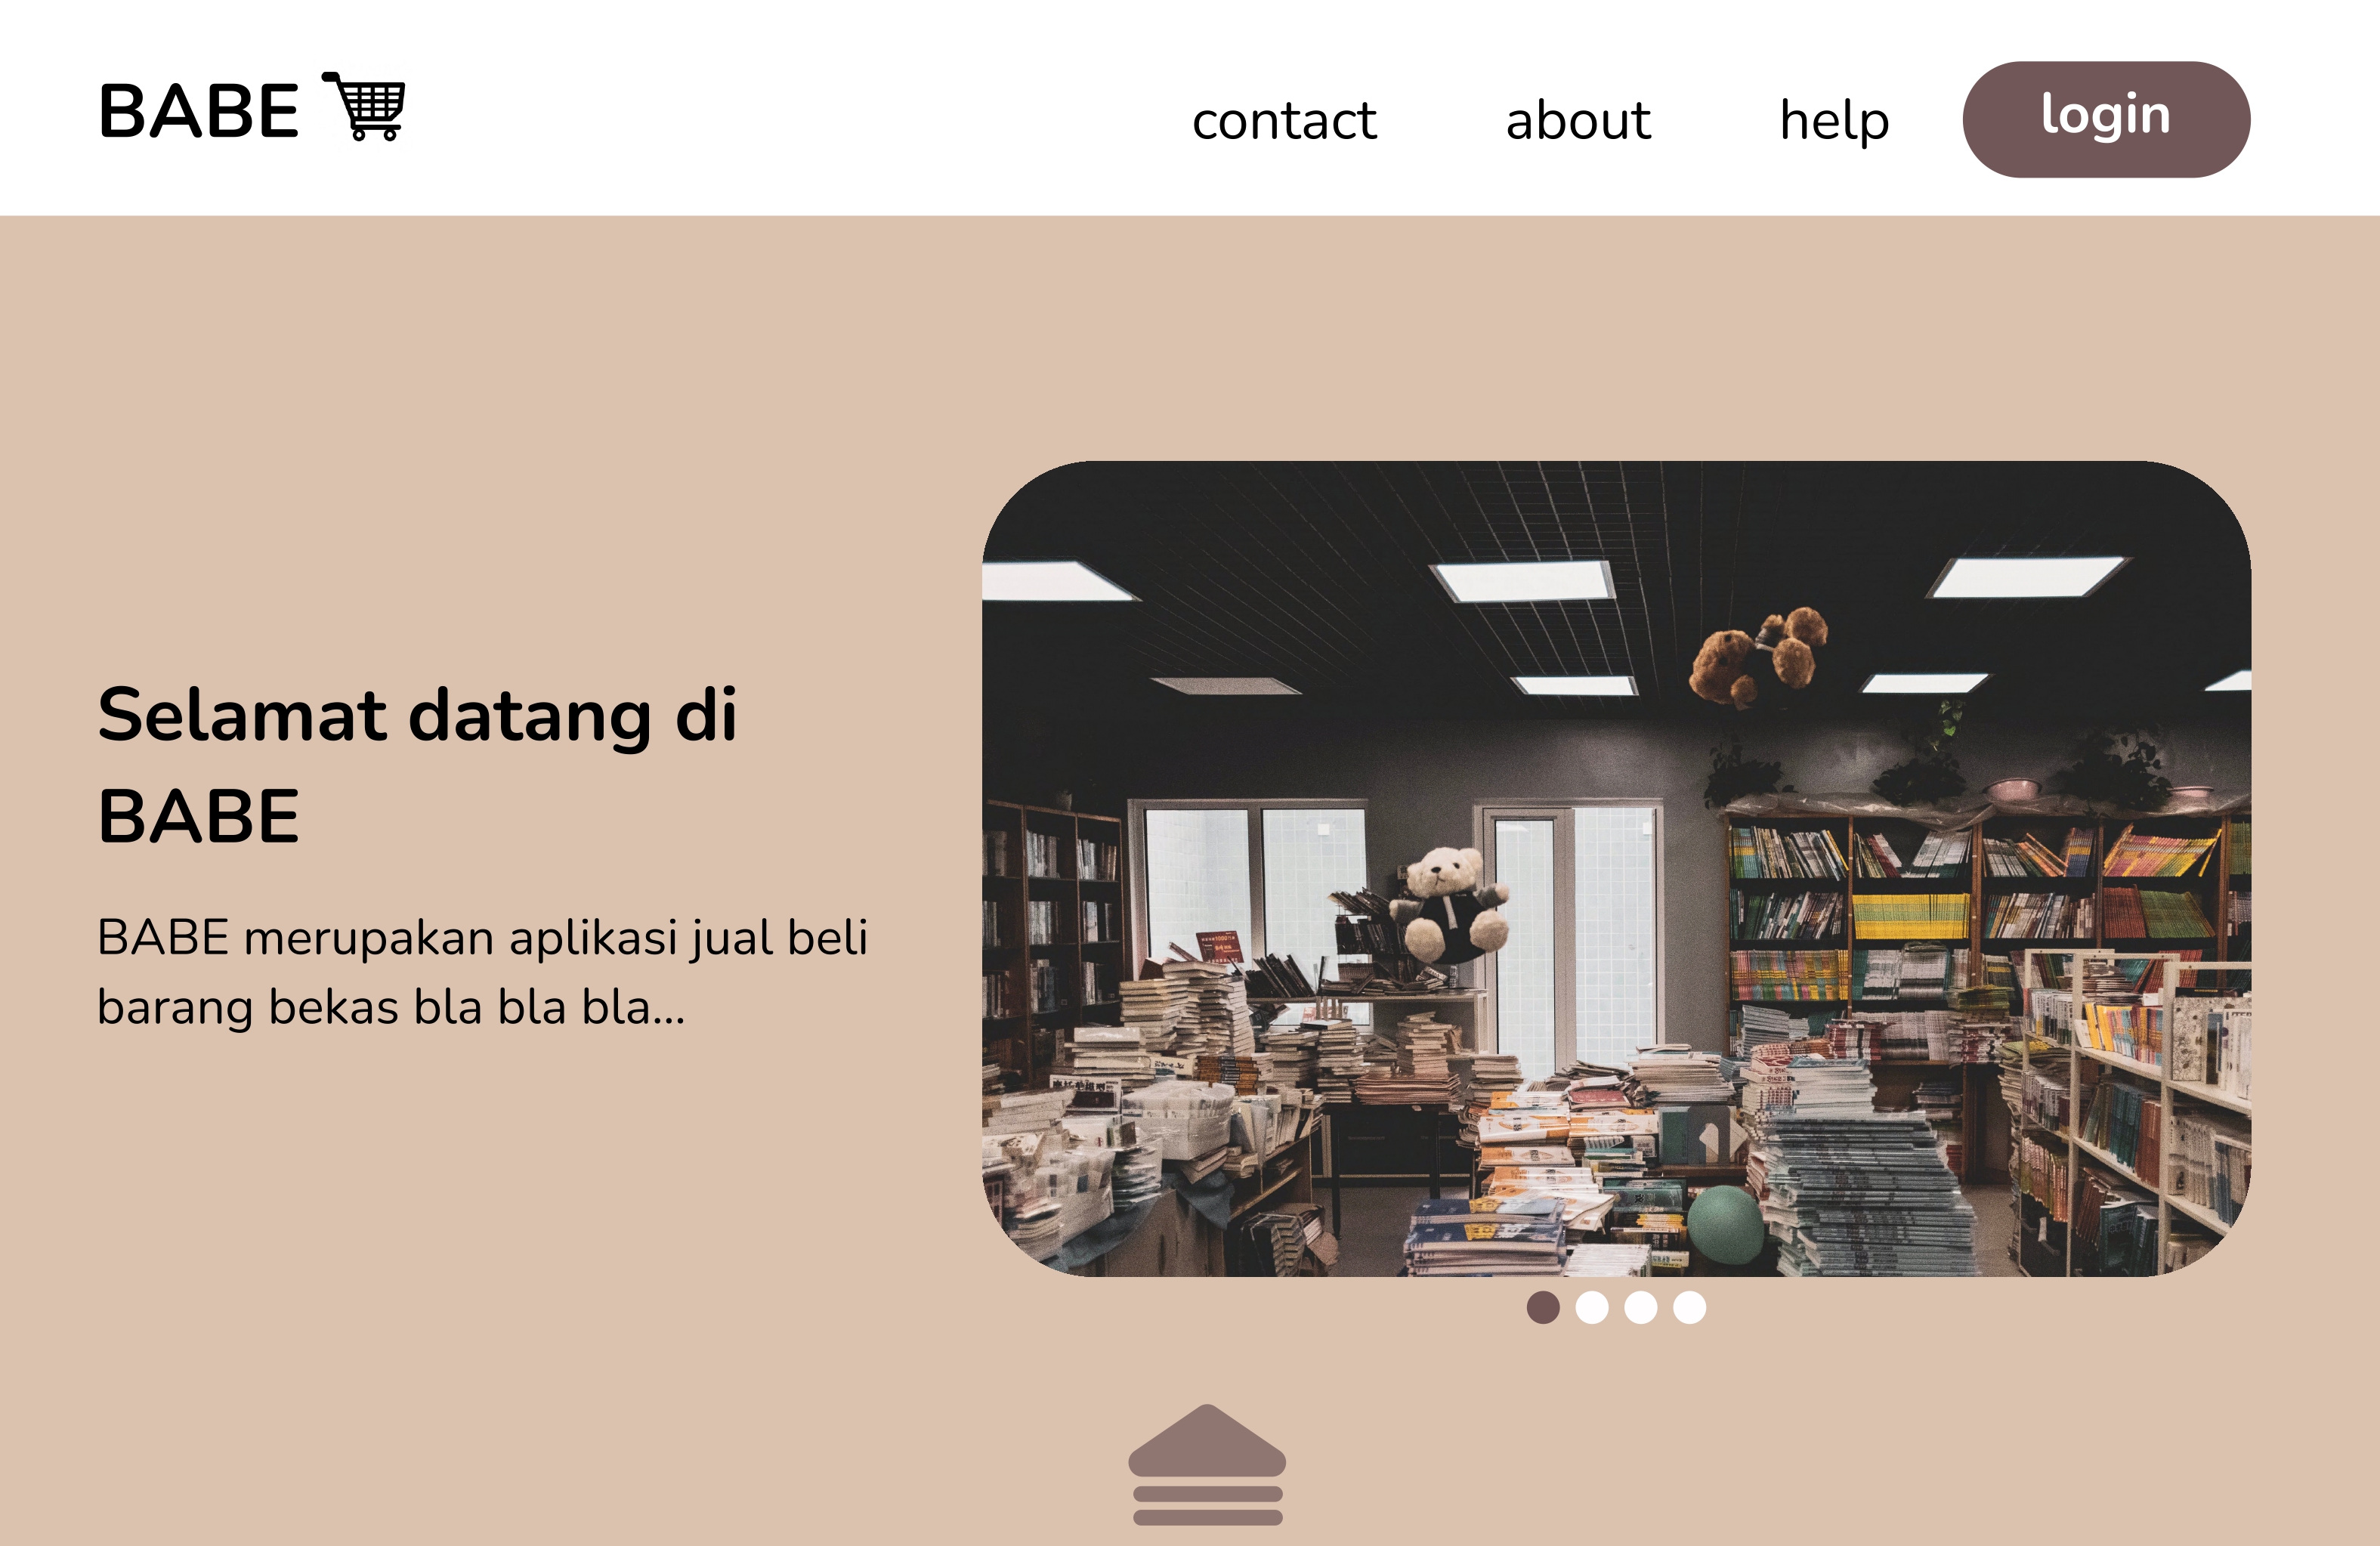 BABE
contact about help login
Selamat datang di
BABE
BABE merupakan aplikasi jual beli
barang bekas bla bla bla...